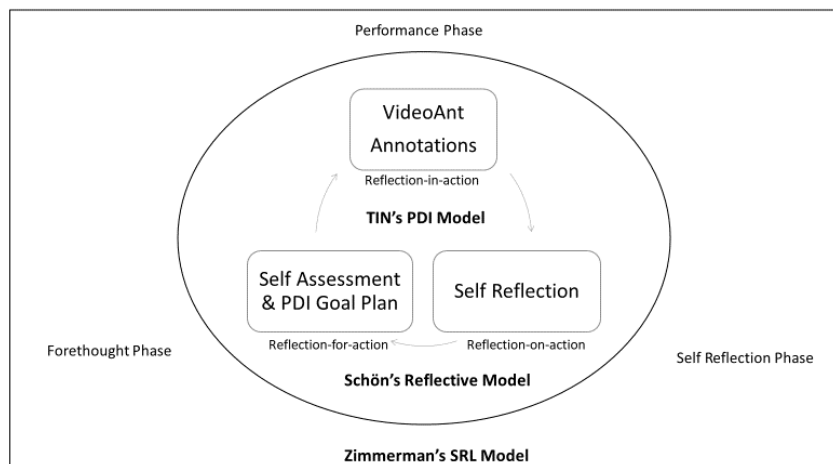 Performance Phase
VideoAnt
Annotations
Reflection-in-action
TIN’s PDI Model
Self Assessment
& PDI Goal Plan
Self Reflection
Reflection-for-action
Reflection-on-action
Forethought Phase
Self Reflection Phase
Schön’s Reflective Model
Zimmerman’s SRL Model